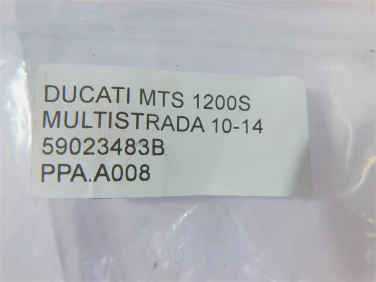 DUCATI MTS 1200S
MULTISTRADA 10-14
59023483B
PPA.A008